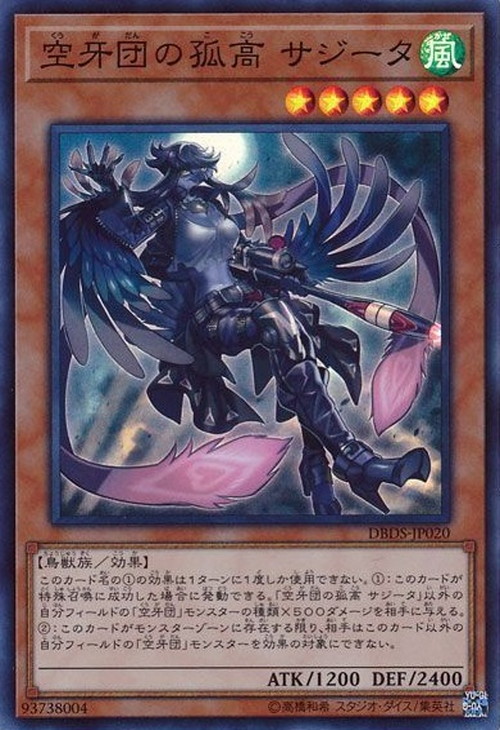 空牙団の孤高 サジータ
風
DBDS-JP020
【鳥獣族/効果】
このカード名の①の効果は1ターンに1度しか使用できない。①:このカードが
特殊召喚に成功した場合に発動できる。「空牙団の孤高 サジータ」以外の
自分フィールドの「空牙団」モンスターの種類×500ダメージを相手に与える。
②:このカードがモンスターゾーンに存在する限り、相手はこのカード以外の
自分フィールドの「空牙団」モンスターを効果の対象にできない。
ATK/1200 DEF/2400
93738004
©高橋和希 スタジオ・ダイス/集英社